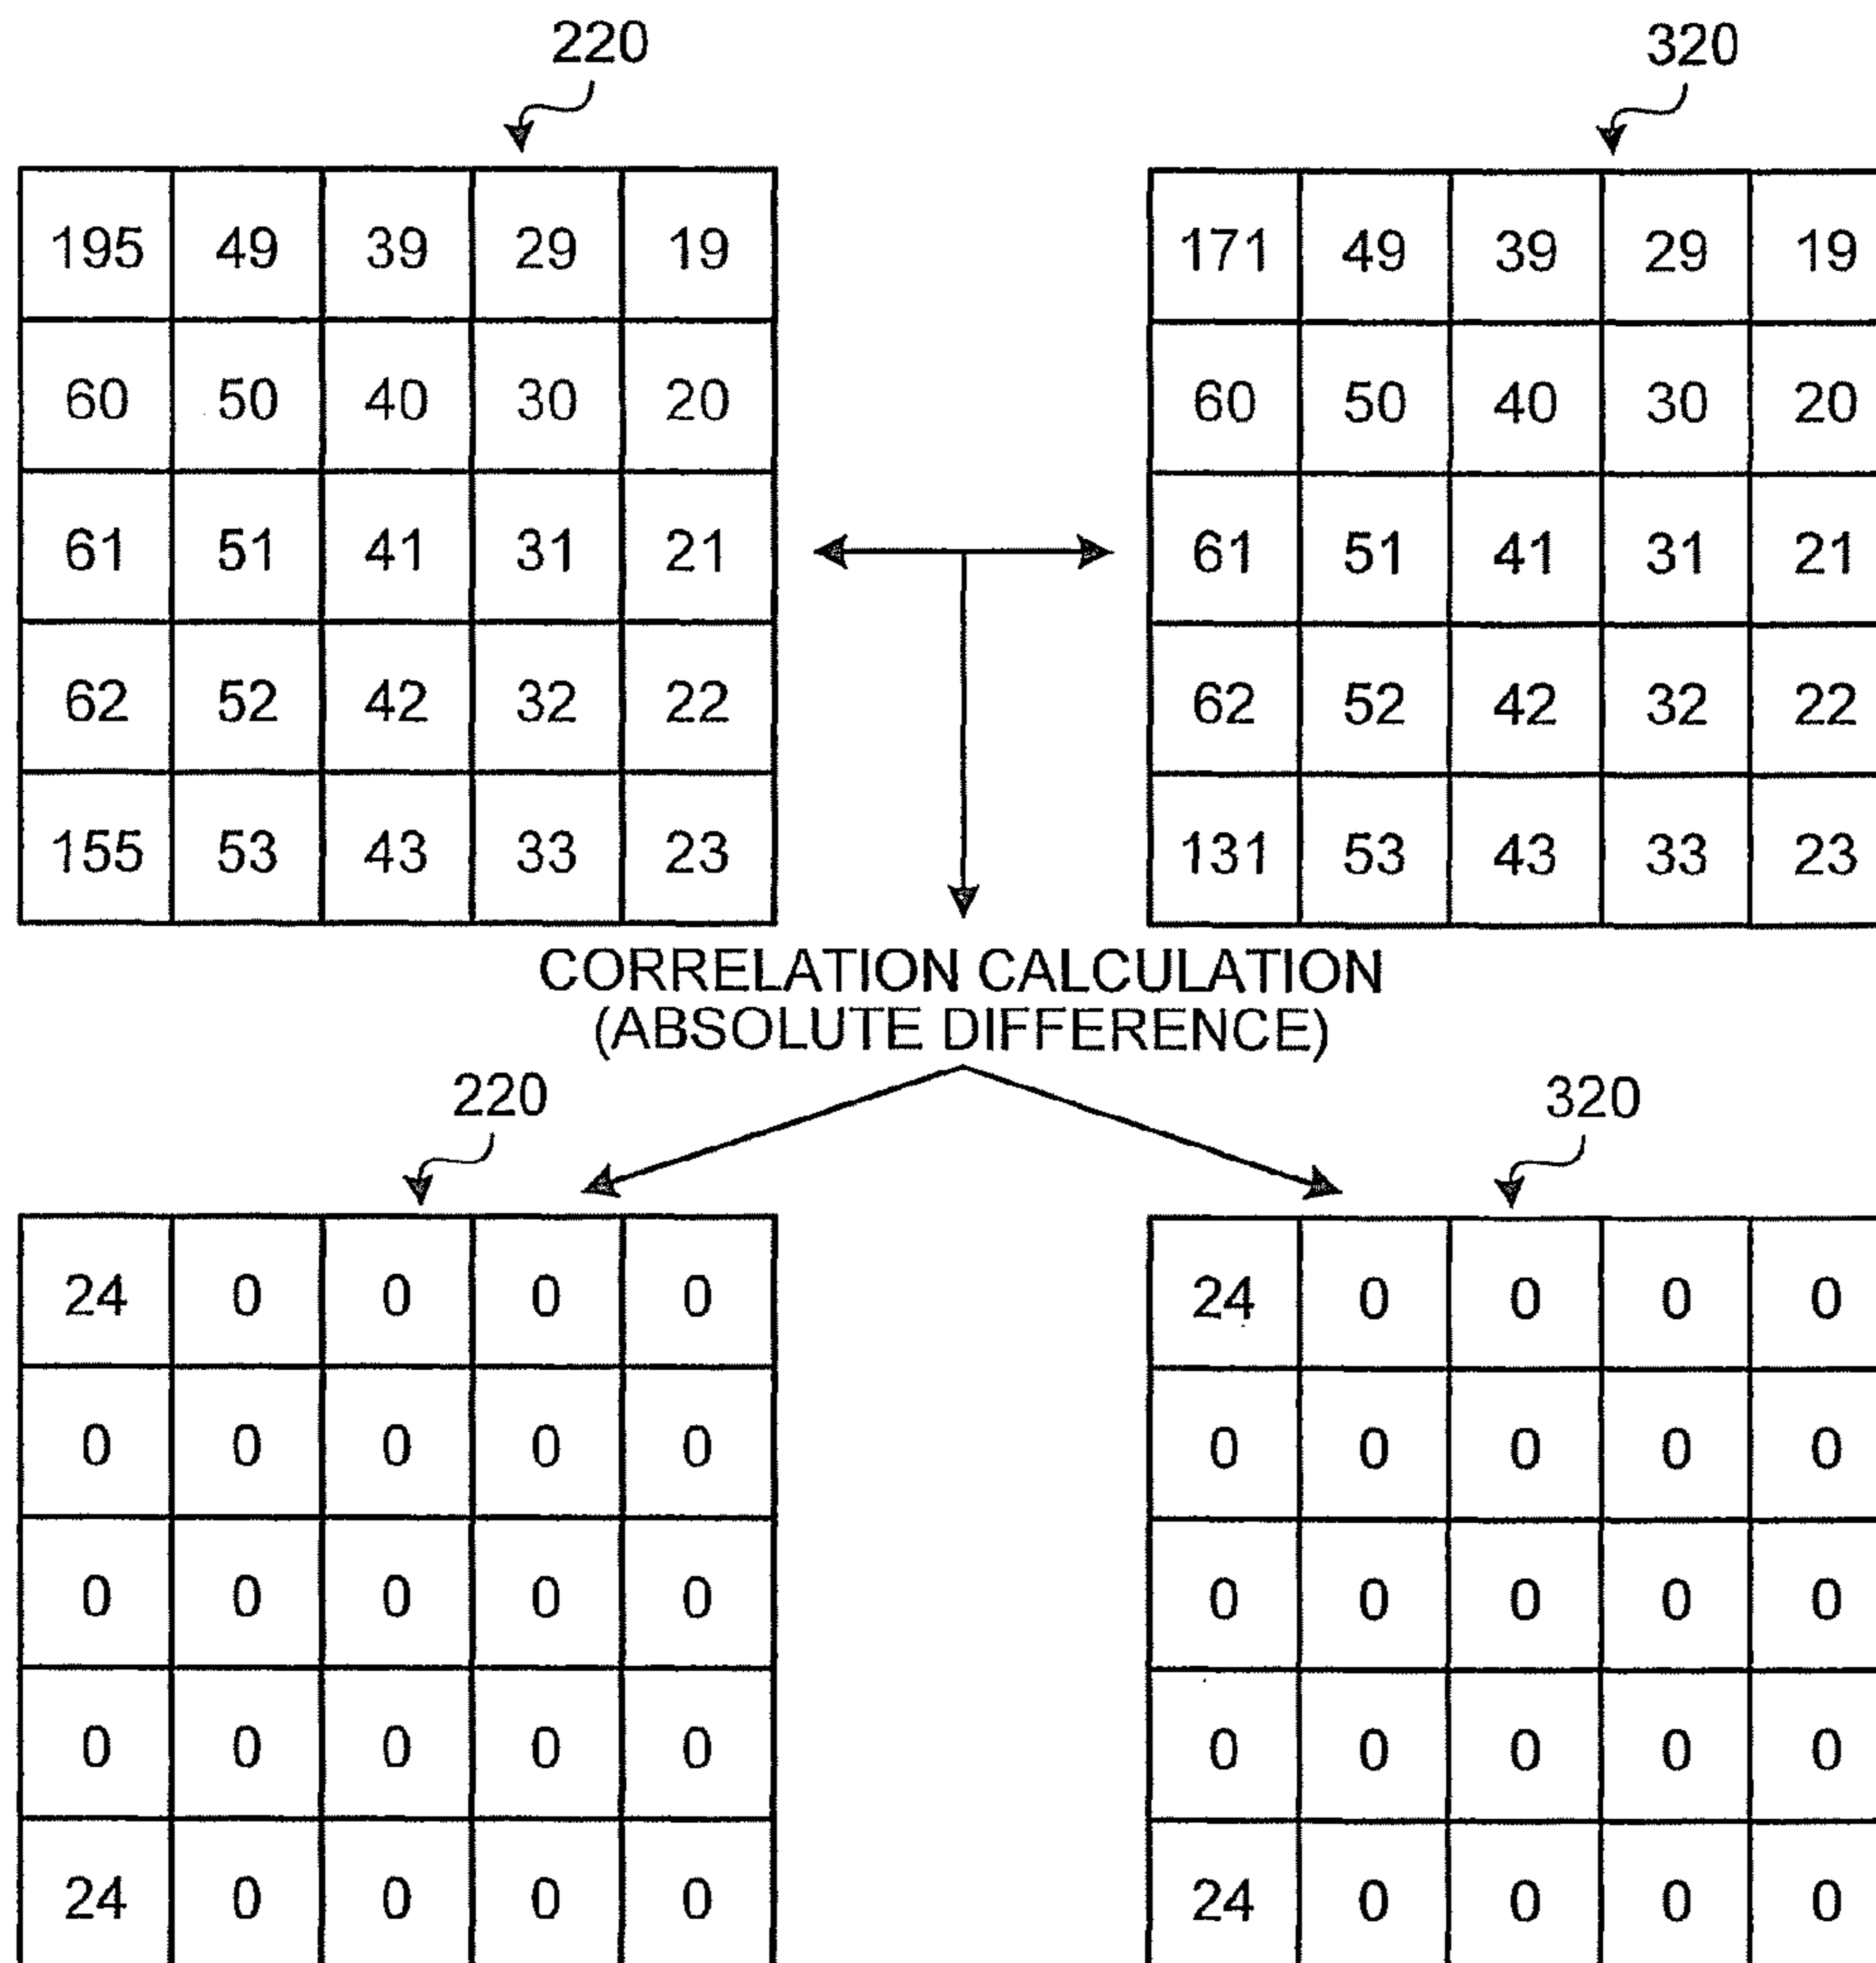 220 320
195 49 39 29 19 171 49 39 29 19
60 50 40 30 20 60 50 40 30 20
61 51 41 31 21 61 51 41 31 21
62 52 42 32 22 62 52 42 32 22
155 53 43 33 23 131 53 43 33 23
CORRELATION CALCULATION
(ABSOLUTE DIFFERENCE)
220 320
24 0 0 0 0 24 0 0 0 0
0 0 0 0 0 0 0 0 0 0
0 0 0 0 0 0 0 0 0 0
0 0 0 0 0 0 0 0 0 0
24 0 0 0 0 24 0 0 0 0